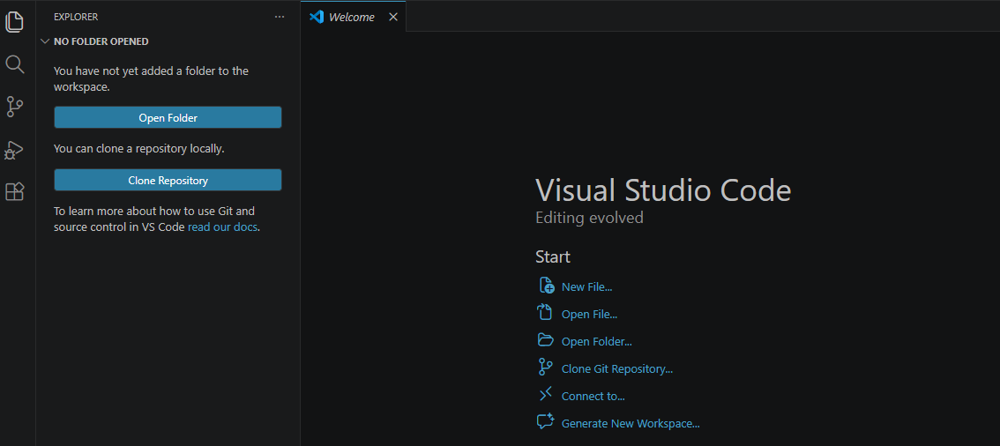 EXPLORER
NO FOLDER OPENED
You have not yet added a folder to the
workspace.
Open Folder
You can clone a repository locally.
Clone Repository
To learn more about how to use Git and
source control in VS Code read our docs.
Welcome
Visual Studio Code
Editing evolved
Start
New File...
Open File...
Open Folder...
Clone Git Repository...
Connect to...
Generate New Workspace...